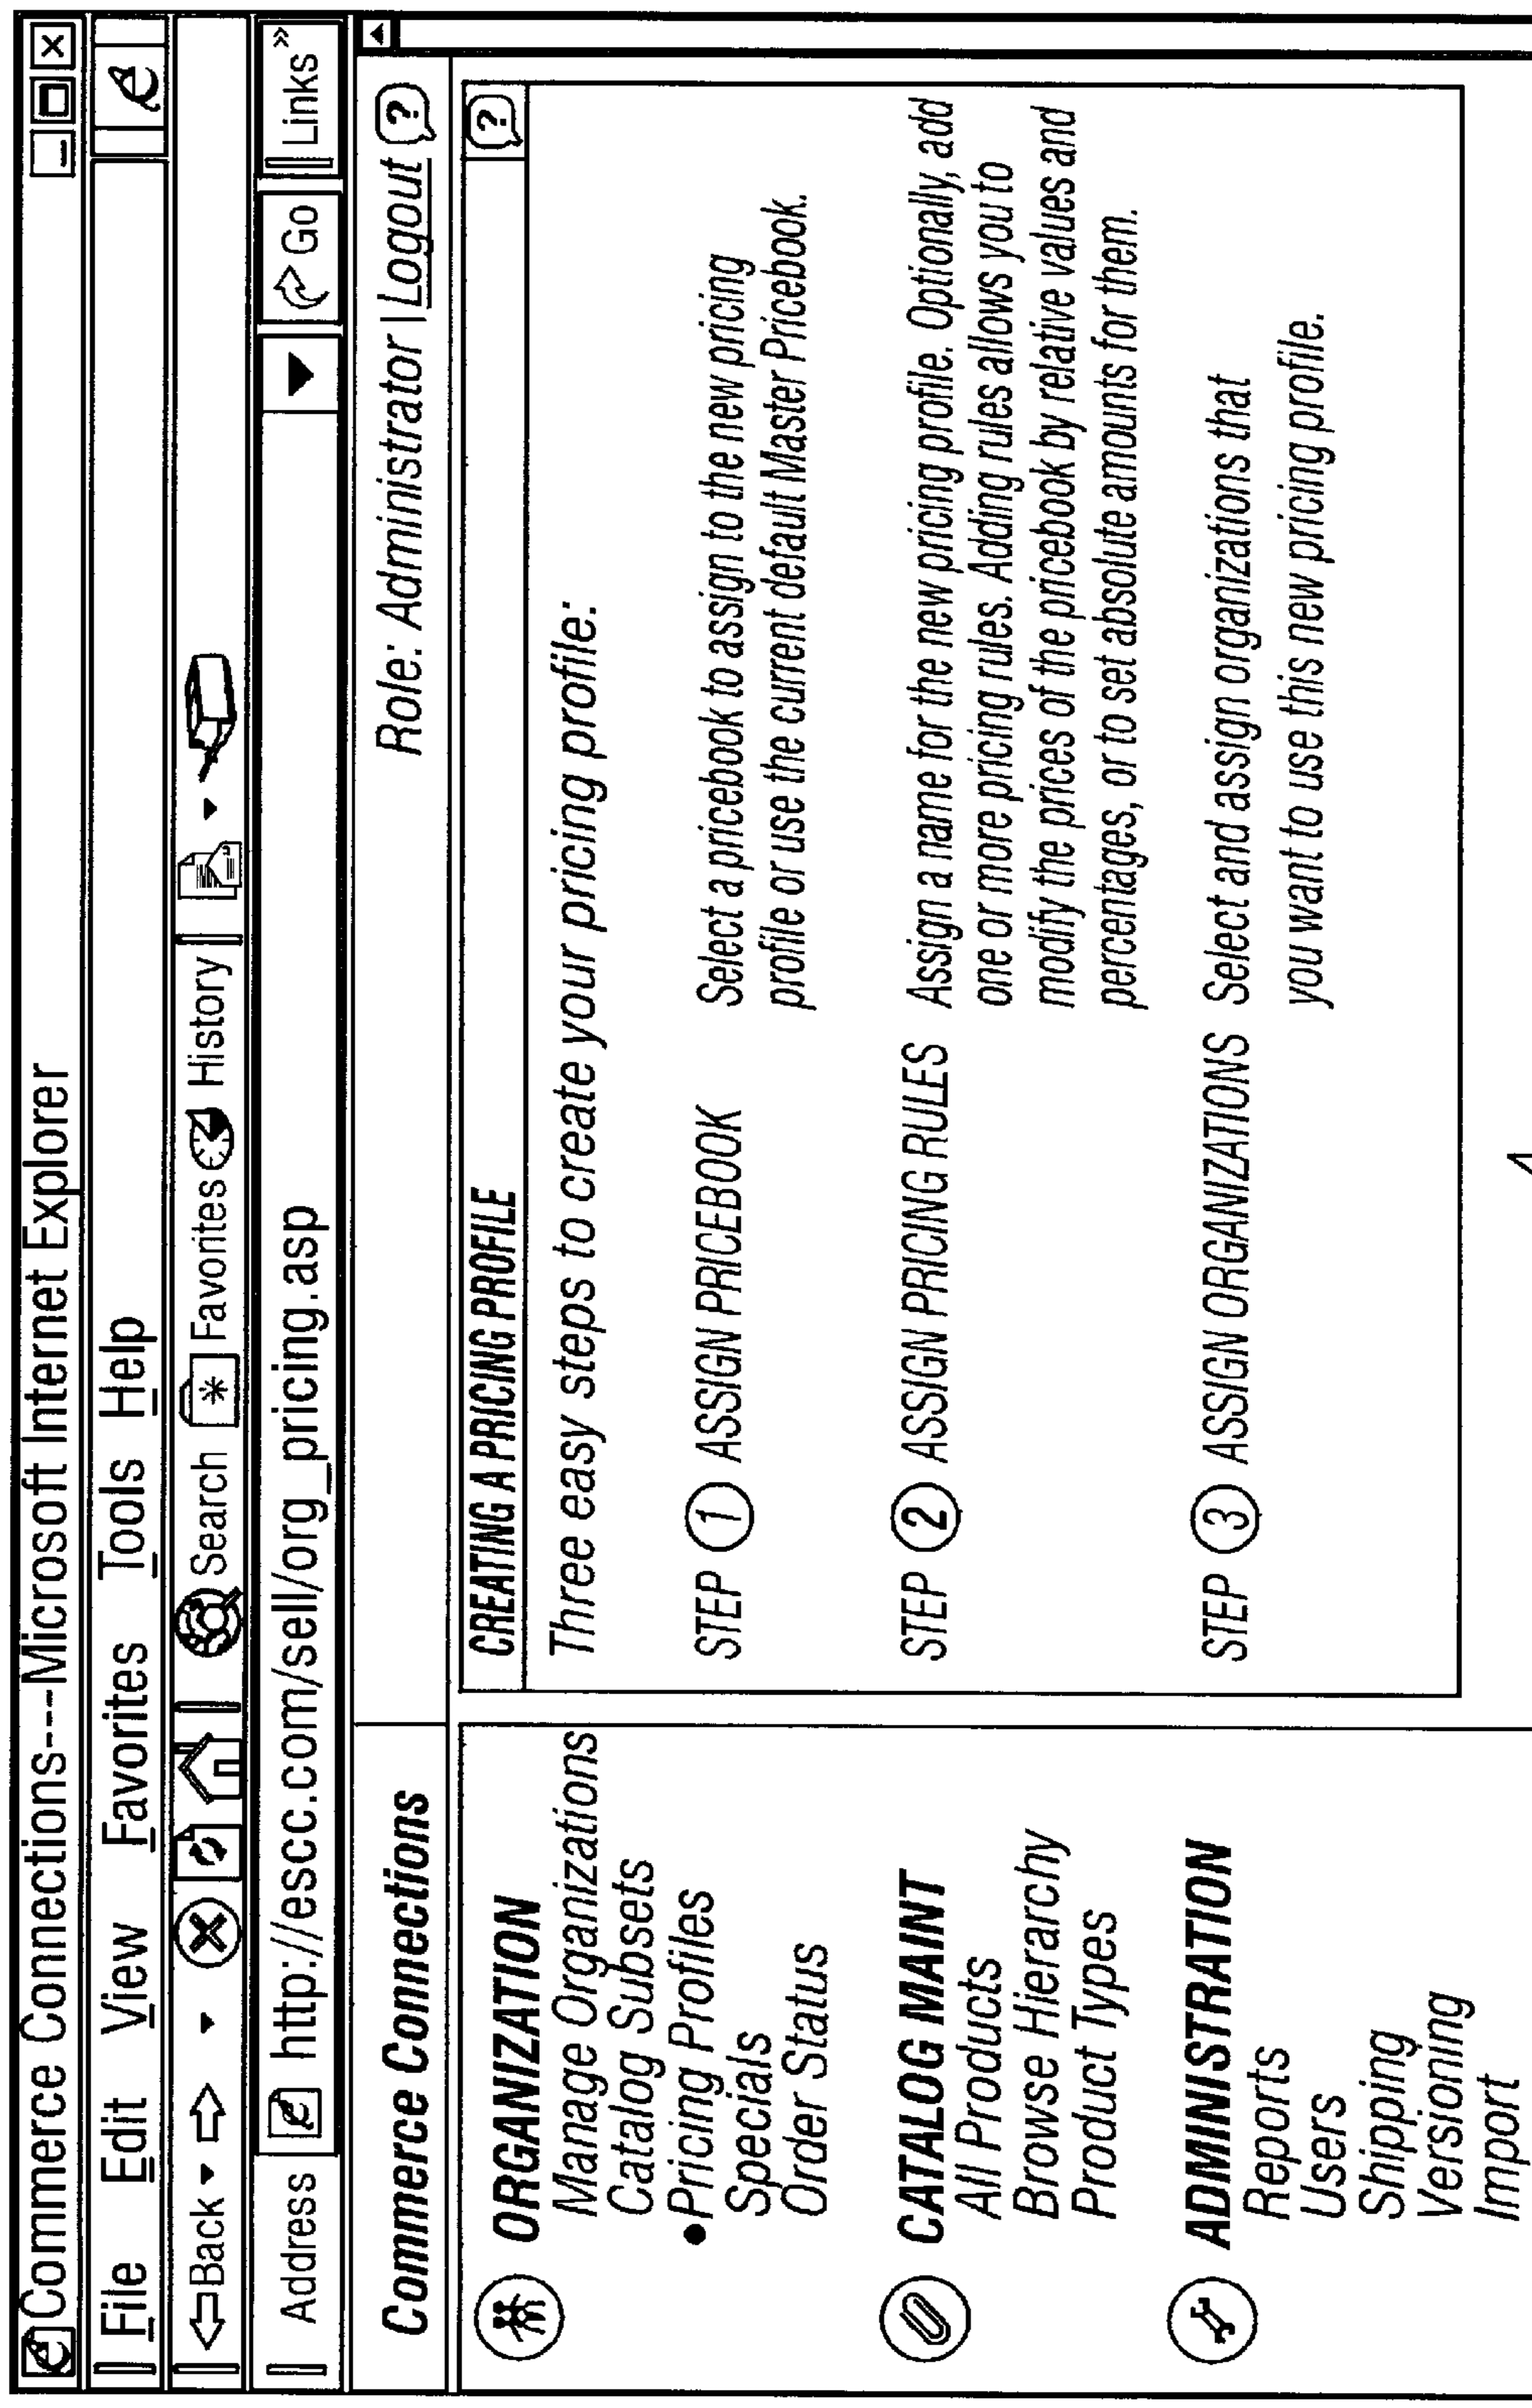 Commerce Connections---Microsoft Internet Explorer
File Edit View Favorites Tools Help
Back Search Favorites History
Address http://escc.com/sell/org_pricing.asp Go Links »
Commerce Connections
Role: Administrator | Logout ?
ORGANIZATION
Manage Organizations
Catalog Subsets
•Pricing Profiles
Specials
Order Status
CATALOG MAINT
All Products
Browse Hierarchy
Product Types
ADMINISTRATION
Reports
Users
Shipping
Versioning
Import
CREATING A PRICING PROFILE ?
Three easy steps to create your pricing profile:
STEP 1 ASSIGN PRICEBOOK Select a pricebook to assign to the new pricing
profile or use the current default Master Pricebook.
STEP 2 ASSIGN PRICING RULES Assign a name for the new pricing profile. Optionally, add
one or more pricing rules. Adding rules allows you to
modify the prices of the pricebook by relative values and
percentages, or to set absolute amounts for them.
STEP 3 ASSIGN ORGANIZATIONS Select and assign organizations that
you want to use this new pricing profile.